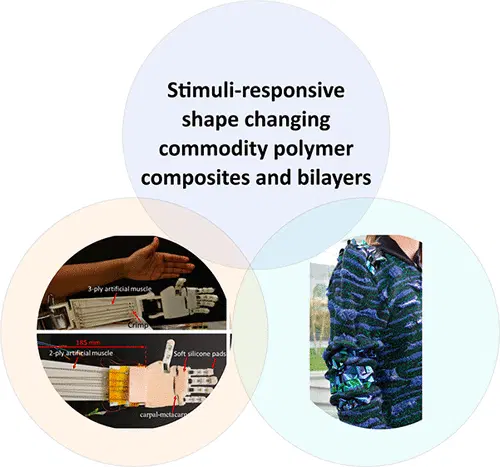 Stimuli-responsive
shape changing
commodity polymer
composites and bilayers
3-ply artificial muscle
Crimp
185 mm
2-ply artificial muscle
Soft silicone pads
carpal-metacarp